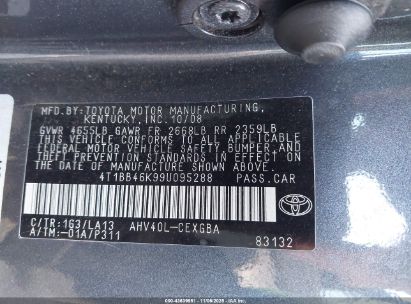 MFD.BY:TOYOTA MOTOR MANUFACTURING,
KENTUCKY,INC. 10/08
GVWR 4655LB GAWR FR 2668LB RR 2359LB
THIS VEHICLE CONFORMS TO ALL APPLICABLE
FEDERAL MOTOR VEHICLE SAFETY,BUMPER,AND
THEFT PREVENTION STANDARDS IN EFFECT ON
THE DATE OF MANUFACTURE SHOWN ABOVE.
4T1BB46K99U095288 PASS.CAR
C/TR:1G3/LA13 AHV40L-CEXGBA
A/TM:-01A/P311 83132
TOYOTA